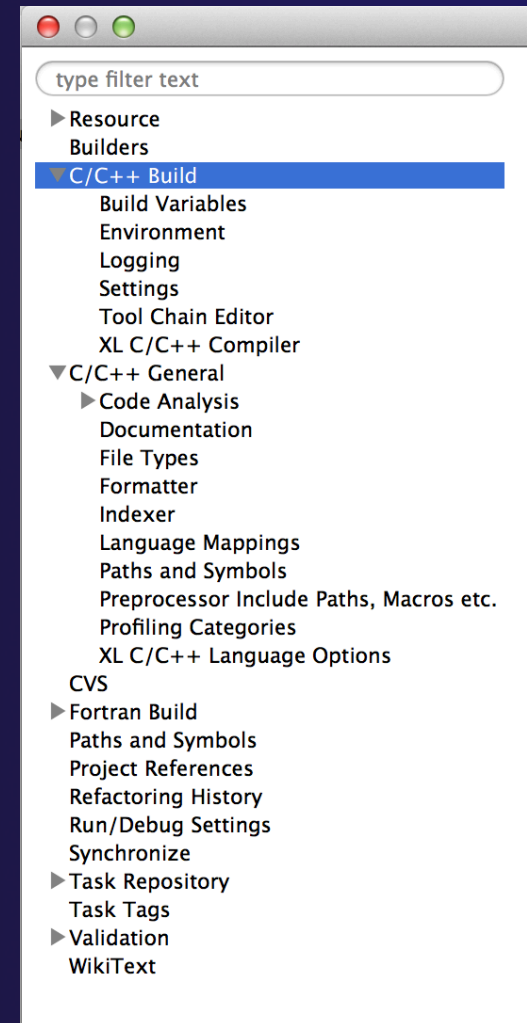 type filter text
Resource
Builders
C/C++ Build
Build Variables
Environment
Logging
Settings
Tool Chain Editor
XL C/C++ Compiler
C/C++ General
Code Analysis
Documentation
File Types
Formatter
Indexer
Language Mappings
Paths and Symbols
Preprocessor Include Paths, Macros etc.
Profiling Categories
XL C/C++ Language Options
CVS
Fortran Build
Paths and Symbols
Project References
Refactoring History
Run/Debug Settings
Synchronize
Task Repository
Task Tags
Validation
WikiText